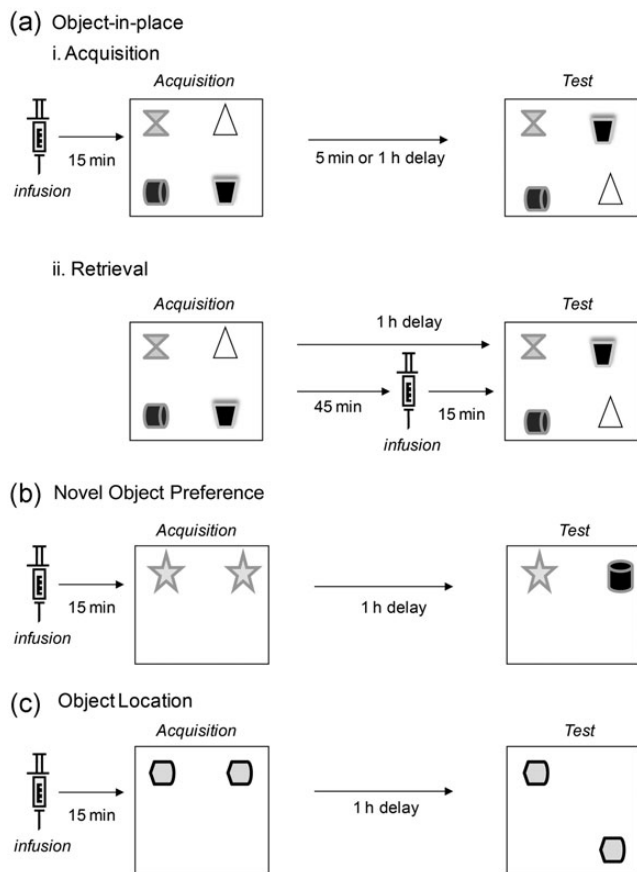 (a) Object-in-place
i. Acquisition
Acquisition
Test
15 min
5 min or 1 h delay
infusion
ii. Retrieval
Acquisition
Test
1 h delay
45 min
15 min
infusion
(b) Novel Object Preference
Acquisition
Test
15 min
1 h delay
infusion
(c) Object Location
Acquisition
Test
15 min
1 h delay
infusion